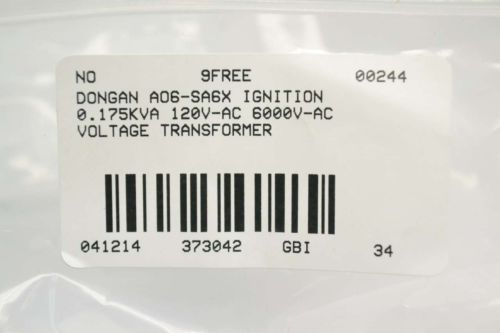 NO 9FREE 00244
DONGAN A06-SA6X IGNITION
0.175KVA 120V-AC 6000V-AC
VOLTAGE TRANSFORMER
041214 373042 GBI 34